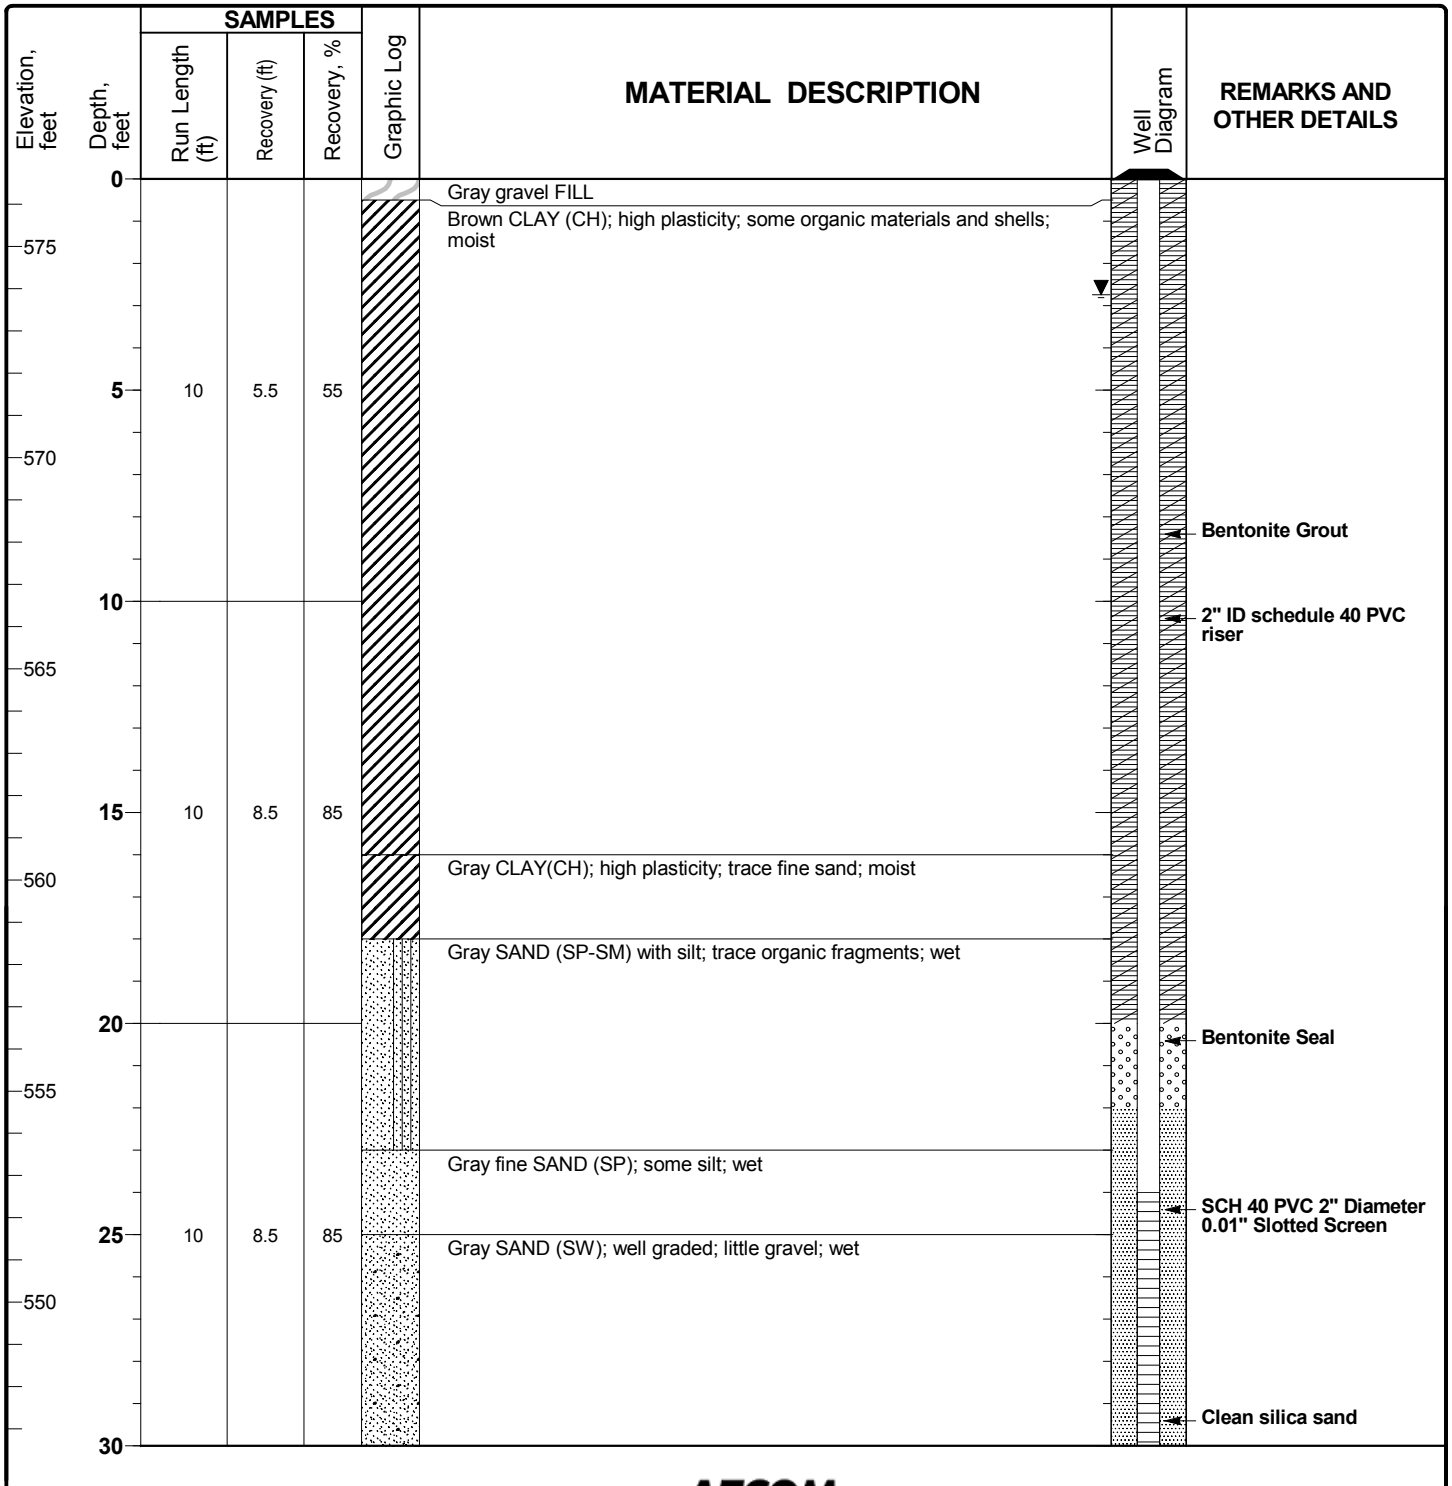 SAMPLES
Elevation,
feet
Depth,
feet
Run Length
(ft)
Recovery (ft)
Recovery, %
Graphic Log
MATERIAL DESCRIPTION
Well
Diagram
REMARKS AND
OTHER DETAILS
0
Gray gravel FILL
Brown CLAY (CH); high plasticity; some organic materials and shells;
moist
575
5
10
5.5
55
570
Bentonite Grout
10
2" ID schedule 40 PVC
riser
565
15
10
8.5
85
Gray CLAY(CH); high plasticity; trace fine sand; moist
560
Gray SAND (SP-SM) with silt; trace organic fragments; wet
20
Bentonite Seal
555
Gray fine SAND (SP); some silt; wet
SCH 40 PVC 2" Diameter
0.01" Slotted Screen
25
10
8.5
85
Gray SAND (SW); well graded; little gravel; wet
550
Clean silica sand
30
AECOM